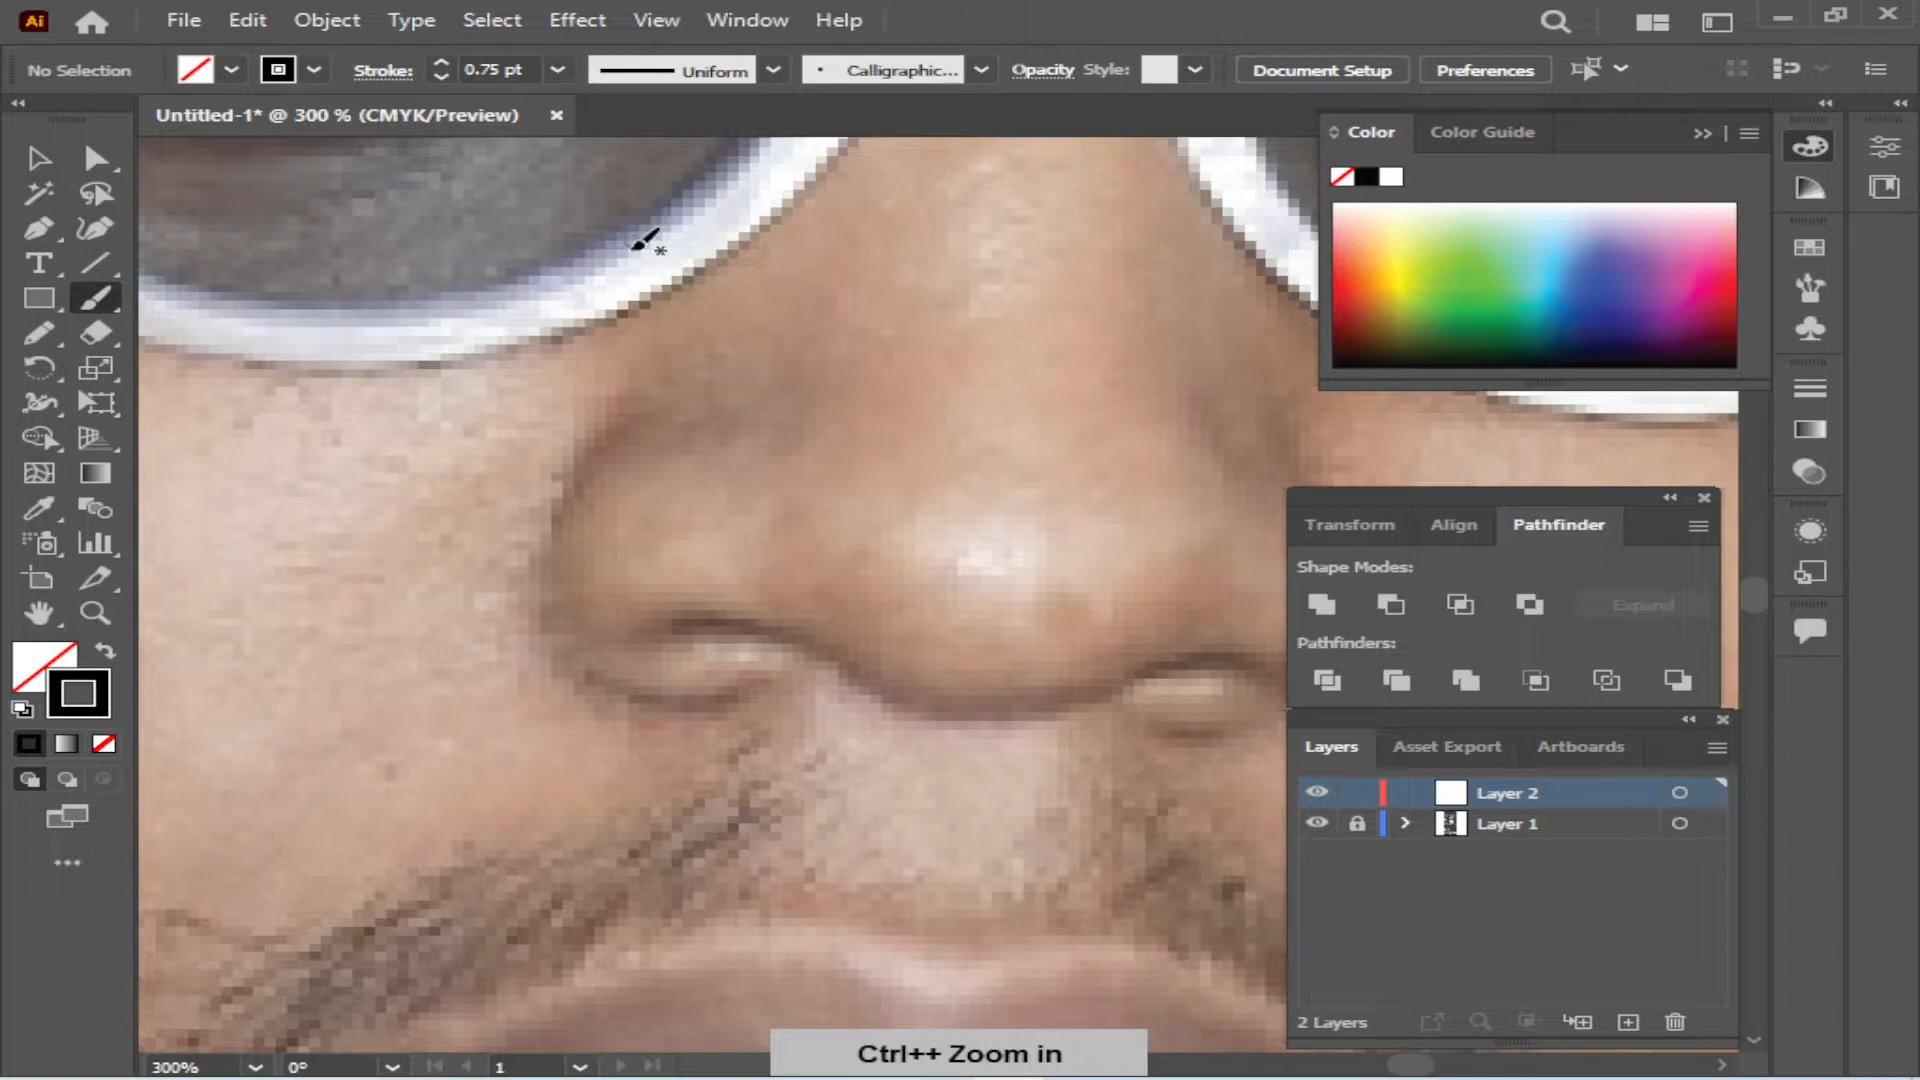 Ai File Edit Object Type Select Effect View Window Help
No Selection Stroke: 0.75 pt Uniform Calligraphic... Opacity Style: Document Setup Preferences
Untitled-1* @ 300 % (CMYK/Preview)
Color Color Guide
Transform Align Pathfinder
Shape Modes:
Expand
Pathfinders:
Layers Asset Export Artboards
Layer 2
Layer 1
2 Layers
Ctrl++ Zoom in
300% 0° 1